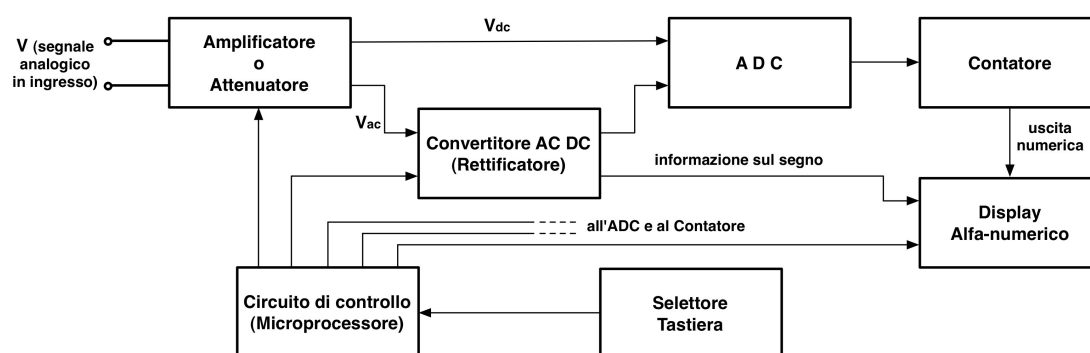 V (segnale
analogico
in ingresso)
Amplificatore
o
Attenuatore
Vdc
Vac
A D C
Contatore
Convertitore AC DC
(Rettificatore)
uscita
numerica
informazione sul segno
Display
Alfa-numerico
all'ADC e al Contatore
Circuito di controllo
(Microprocessore)
Selettore
Tastiera